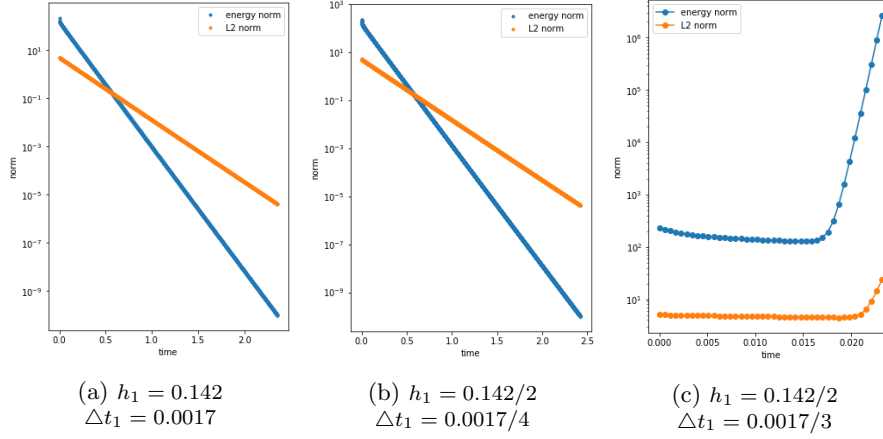 energy norm
L2 norm
10^1
10^-1
10^-3
10^-5
10^-7
10^-9
norm
0.0 0.5 1.0 1.5 2.0
time
(a) h_1 = 0.142
△t_1 = 0.0017
energy norm
L2 norm
10^3
10^1
10^-1
10^-3
10^-5
10^-7
10^-9
norm
0.0 0.5 1.0 1.5 2.0 2.5
time
(b) h_1 = 0.142/2
△t_1 = 0.0017/4
energy norm
L2 norm
10^6
10^5
10^4
10^3
10^2
10^1
norm
0.000 0.005 0.010 0.015 0.020
time
(c) h_1 = 0.142/2
△t_1 = 0.0017/3